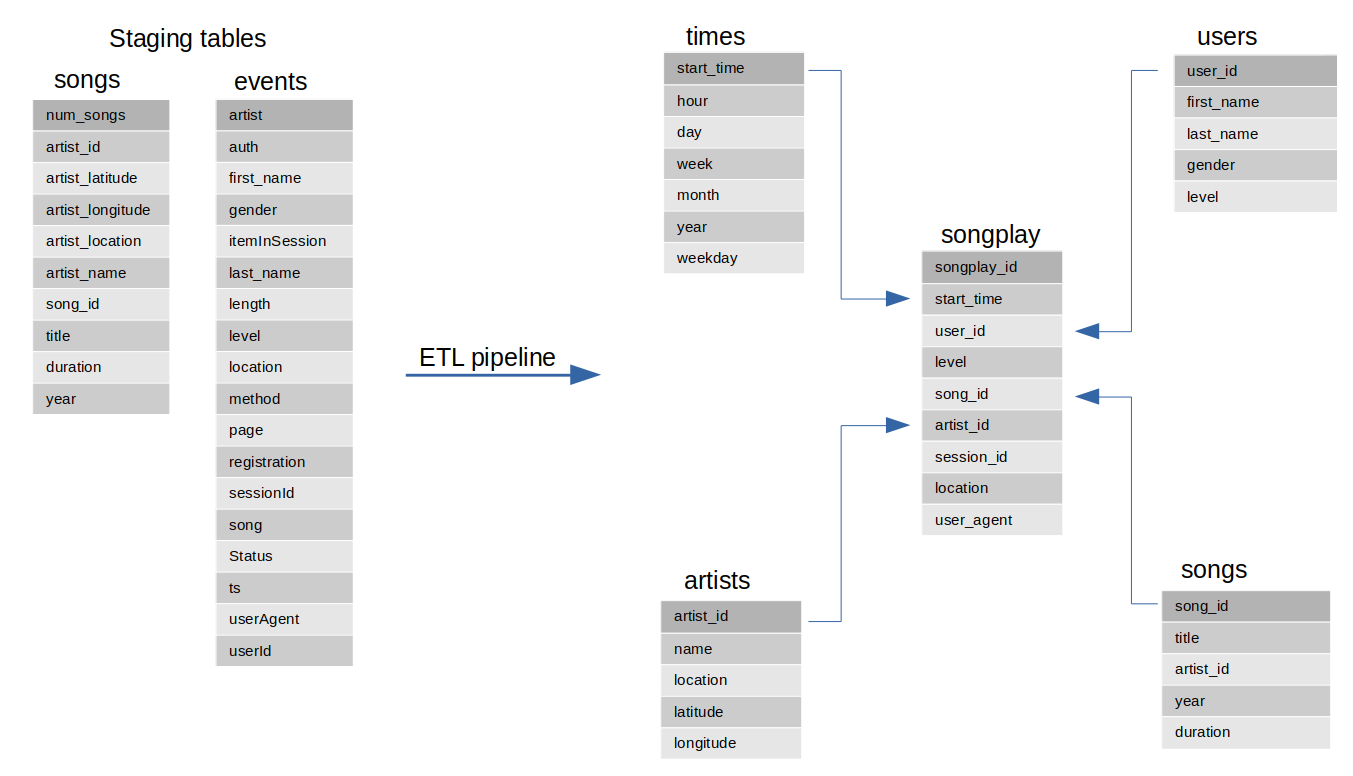 Staging tables
songs
num_songs
artist_id
artist_latitude
artist_longitude
artist_location
artist_name
song_id
title
duration
year
events
artist
auth
first_name
gender
itemInSession
last_name
length
level
location
method
page
registration
sessionId
song
Status
ts
userAgent
userId
ETL pipeline
times
start_time
hour
day
week
month
year
weekday
artists
artist_id
name
location
latitude
longitude
songplay
songplay_id
start_time
user_id
level
song_id
artist_id
session_id
location
user_agent
users
user_id
first_name
last_name
gender
level
songs
song_id
title
artist_id
year
duration